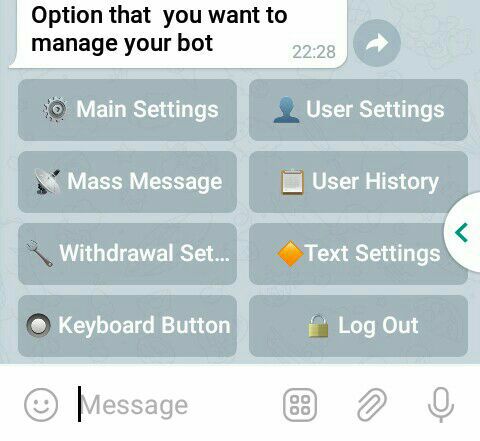 Option that you want to
manage your bot
22:28
Main Settings
User Settings
Mass Message
User History
Withdrawal Set...
Text Settings
Keyboard Button
Log Out
Message